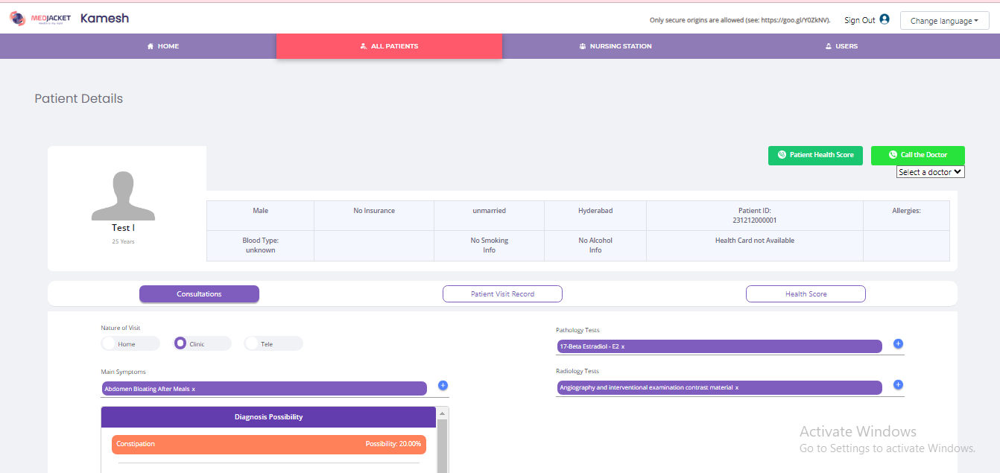 MEDJACKET Kamesh
Only secure origins are allowed (see: https://goo.gl/Y0ZkNV).
Sign Out
Change language
HOME
ALL PATIENTS
NURSING STATION
USERS
Patient Details
Patient Health Score
Call the Doctor
Select a doctor
Test I
25 Years
Male
No Insurance
unmarried
Hyderabad
Patient ID:
231212000001
Allergies:
Blood Type:
unknown
No Smoking
Info
No Alcohol
Info
Health Card not Available
Consultations
Patient Visit Record
Health Score
Nature of Visit
Home
Clinic
Tele
Main Symptoms
Abdomen Bloating After Meals x
Diagnosis Possibility
Constipation
Possibility: 20.00%
Pathology Tests
17-Beta Estradiol - E2 x
Radiology Tests
Angiography and interventional examination contrast material x
Activate Windows
Go to Settings to activate Windows.